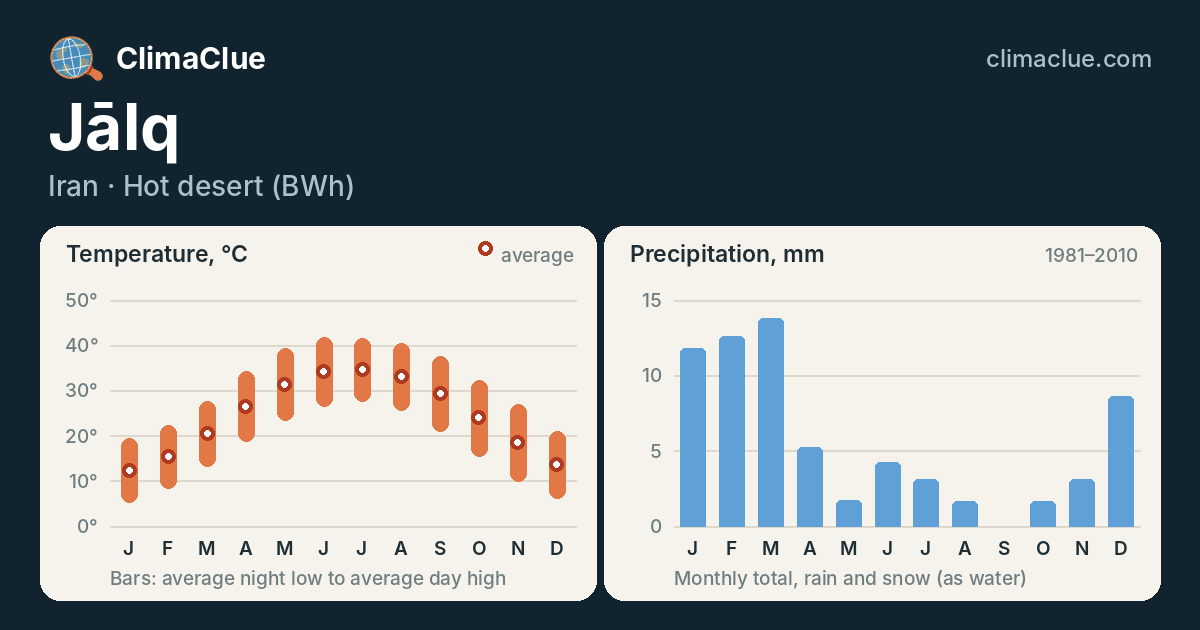 ClimaClue
climaclue.com
Jālq
Iran · Hot desert (BWh)
Temperature, °C
average
50°
40°
30°
20°
10°
0°
J F M A M J J A S O N D
Bars: average night low to average day high
Precipitation, mm
1981–2010
15
10
5
0
J F M A M J J A S O N D
Monthly total, rain and snow (as water)